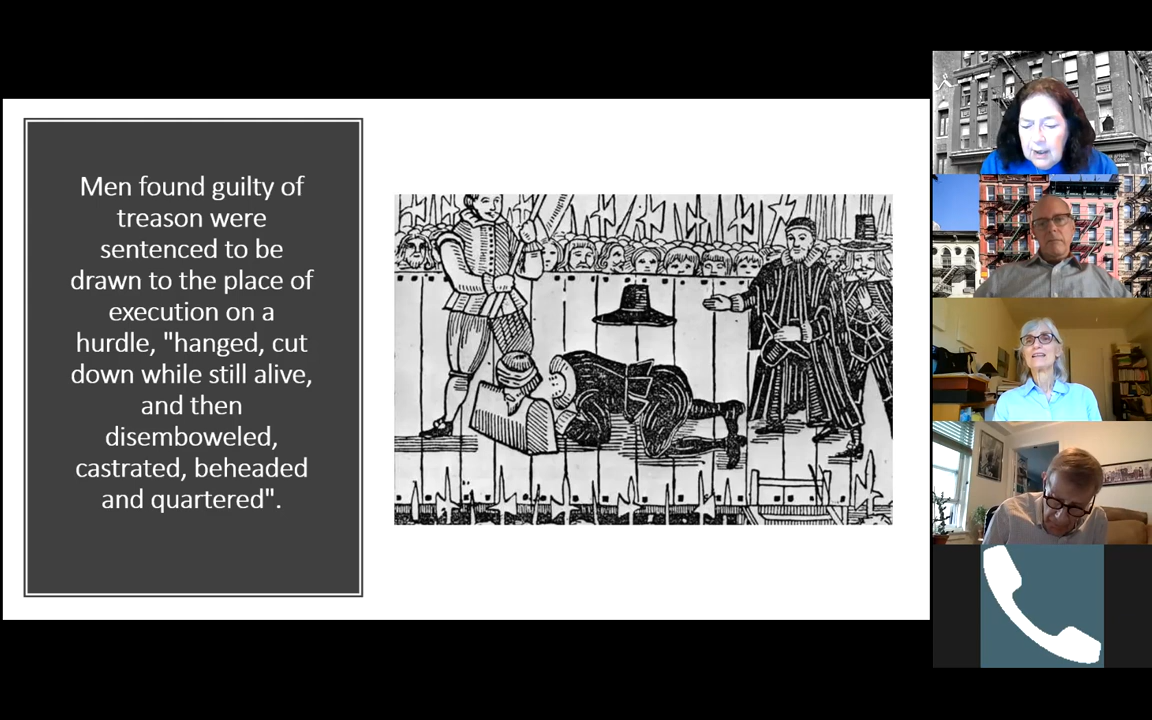 Men found guilty of
treason were
sentenced to be
drawn to the place of
execution on a
hurdle, "hanged, cut
down while still alive,
and then
disemboweled,
castrated, beheaded
and quartered".